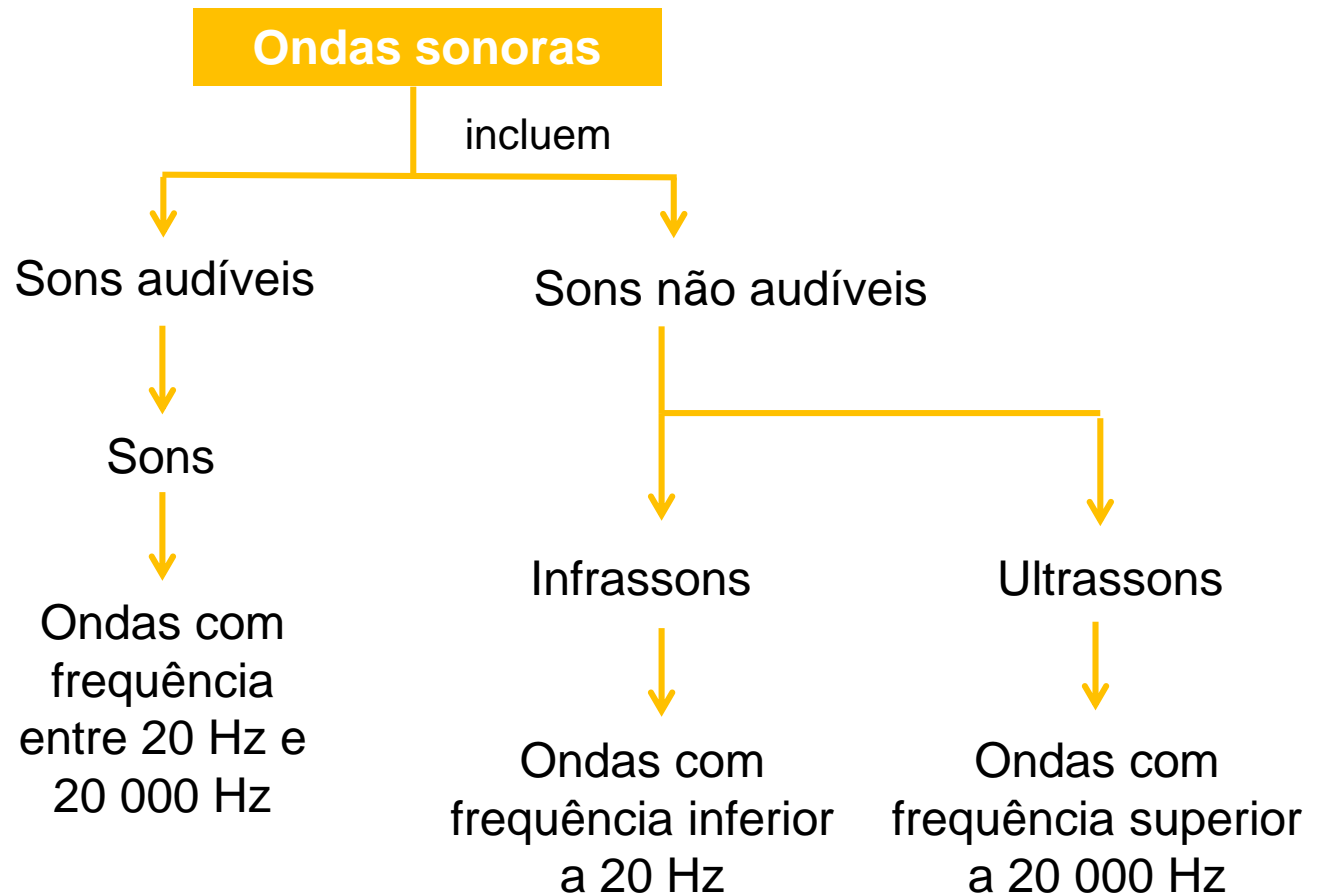 Ondas sonoras
incluem
Sons audíveis
Sons não audíveis
Sons
Infrassons
Ultrassons
Ondas com
frequência
entre 20 Hz e
20 000 Hz
Ondas com
frequência inferior
a 20 Hz
Ondas com
frequência superior
a 20 000 Hz